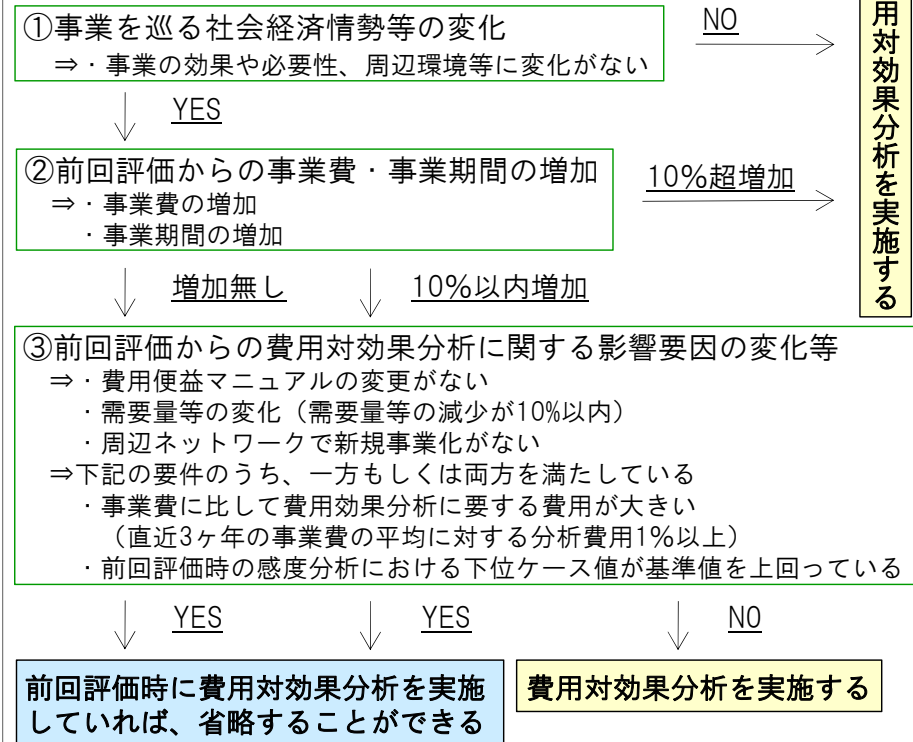 ①事業を巡る社会経済情勢等の変化
⇒・事業の効果や必要性、周辺環境等に変化がない
NO
用対効果分析を実施する
YES
②前回評価からの事業費・事業期間の増加
⇒・事業費の増加
・事業期間の増加
10%超増加
増加無し
10%以内増加
③前回評価からの費用対効果分析に関する影響要因の変化等
⇒・費用便益マニュアルの変更がない
・需要量等の変化（需要量等の減少が10%以内）
・周辺ネットワークで新規事業化がない
⇒下記の要件のうち、一方もしくは両方を満たしている
・事業費に比して費用効果分析に要する費用が大きい
（直近3ヶ年の事業費の平均に対する分析費用1%以上）
・前回評価時の感度分析における下位ケース値が基準値を上回っている
YES
YES
NO
前回評価時に費用対効果分析を実施
していれば、省略することができる
費用対効果分析を実施する